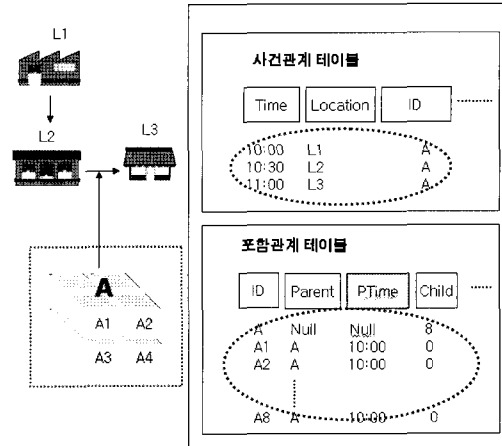 L1
L2
L3
A
A1 A2
A3 A4
사건관계 테이블
Time Location ID
10:00 L1 A
10:30 L2 A
11:00 L3 A
포함관계 테이블
ID Parent PTime Child
A Null Null 8
A1 A 10:00 0
A2 A 10:00 0
A8 A 10:00 0